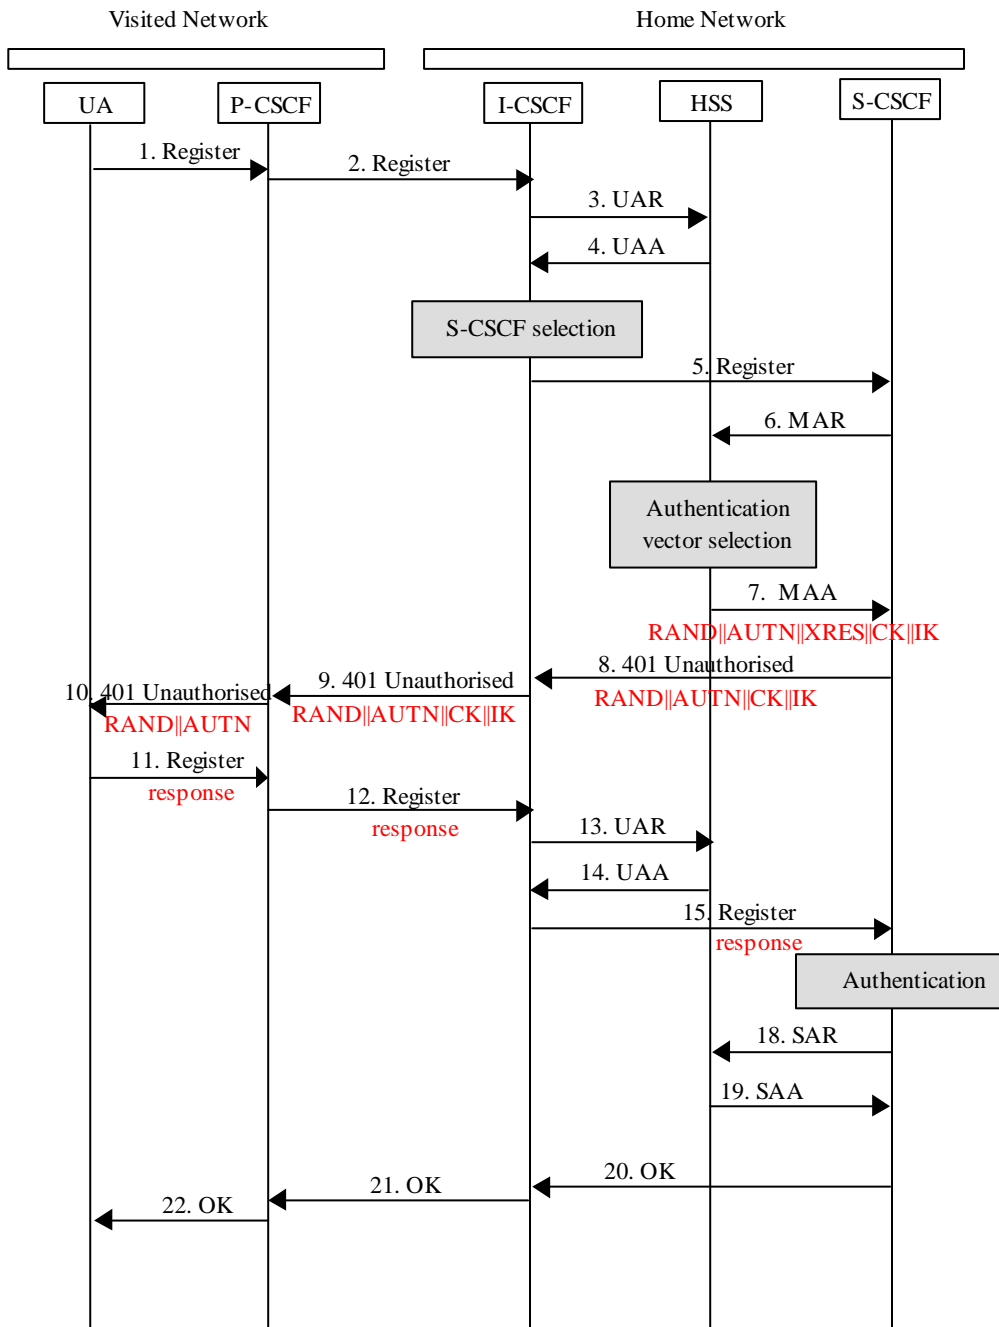 Visited Network
Home Network
UA
P-CSCF
I-CSCF
HSS
S-CSCF
1. Register
2. Register
3. UAR
4. UAA
S-CSCF selection
5. Register
6. MAR
Authentication
vector selection
7. MAA
RAND||AUTN||XRES||CK||IK
8. 401 Unauthorised
RAND||AUTN||CK||IK
9. 401 Unauthorised
RAND||AUTN||CK||IK
10. 401 Unauthorised
RAND||AUTN
11. Register
response
12. Register
response
13. UAR
14. UAA
15. Register
response
Authentication
18. SAR
19. SAA
20. OK
21. OK
22. OK